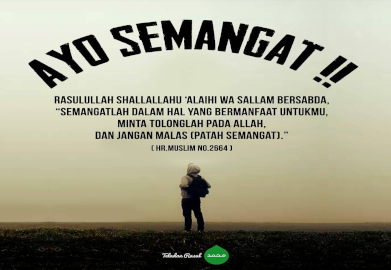 AYO SEMANGAT !!
RASULULLAH SHALLALLAHU 'ALAIHI WA SALLAM BERSABDA,
"SEMANGATLAH DALAM HAL YANG BERMANFAAT UNTUKMU,
MINTA TOLONGLAH PADA ALLAH,
DAN JANGAN MALAS (PATAH SEMANGAT)."
( HR.MUSLIM NO.2664 )
Teladan Rasul محمد